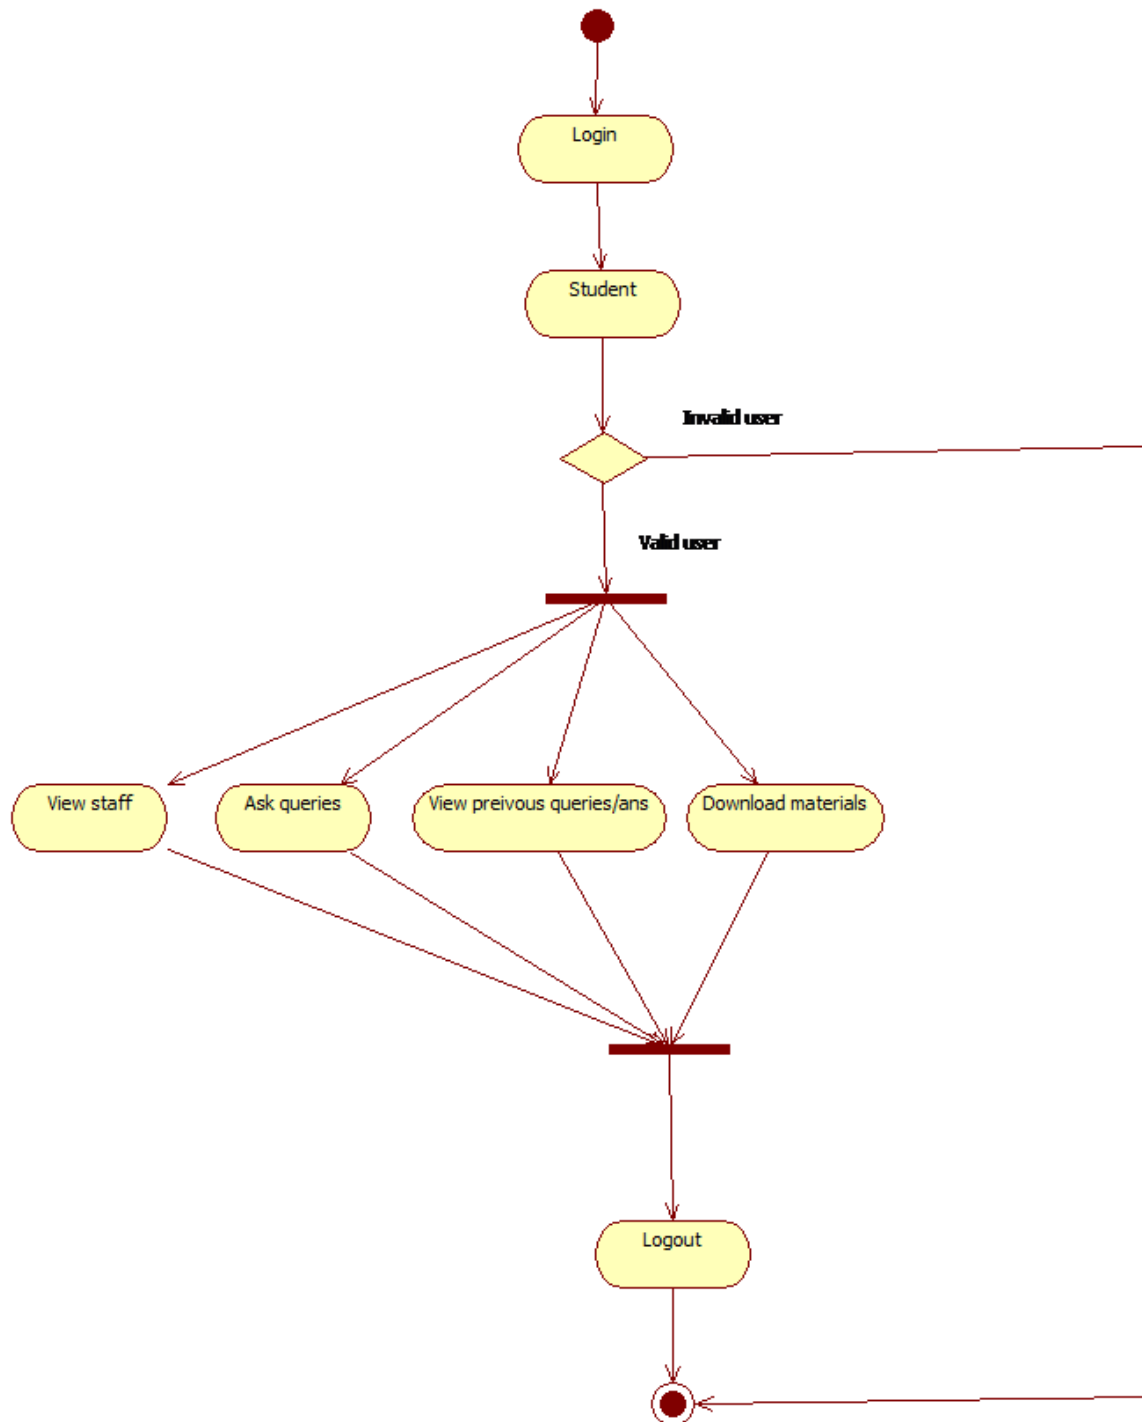 Login
Student
Invalid user
Valid user
View staff
Ask queries
View preivous queries/ans
Download materials
Logout